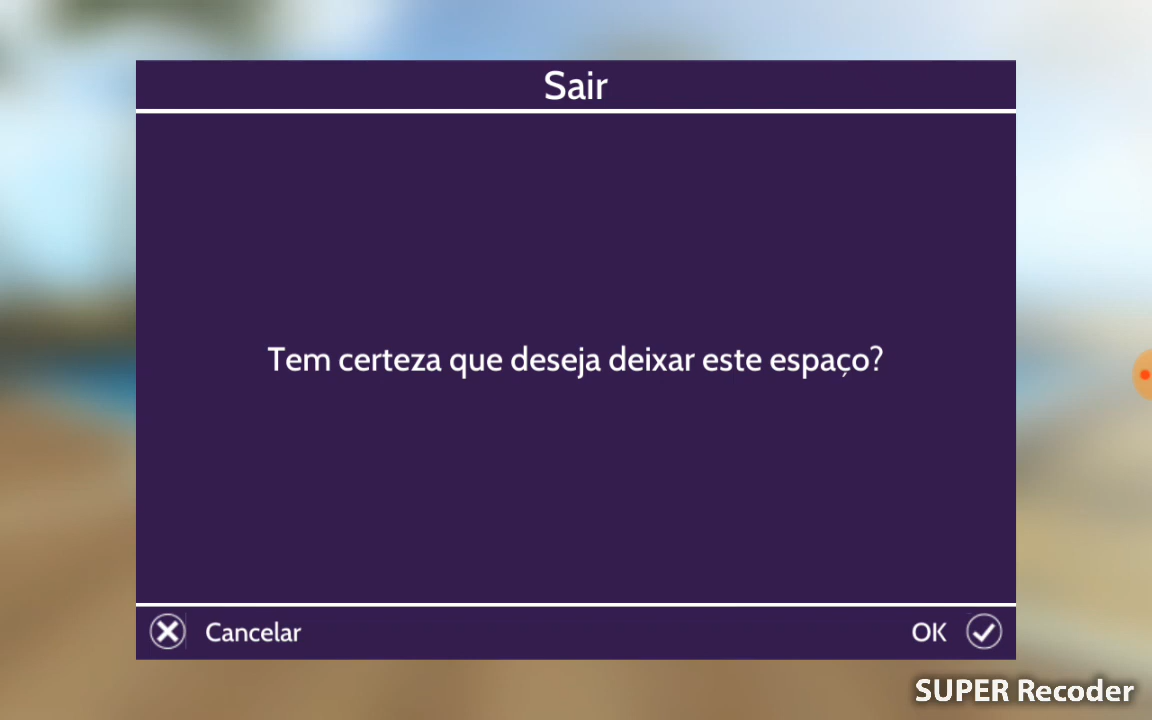 Sair
Tem certeza que deseja deixar este espaço?
Cancelar
OK
SUPER Recoder